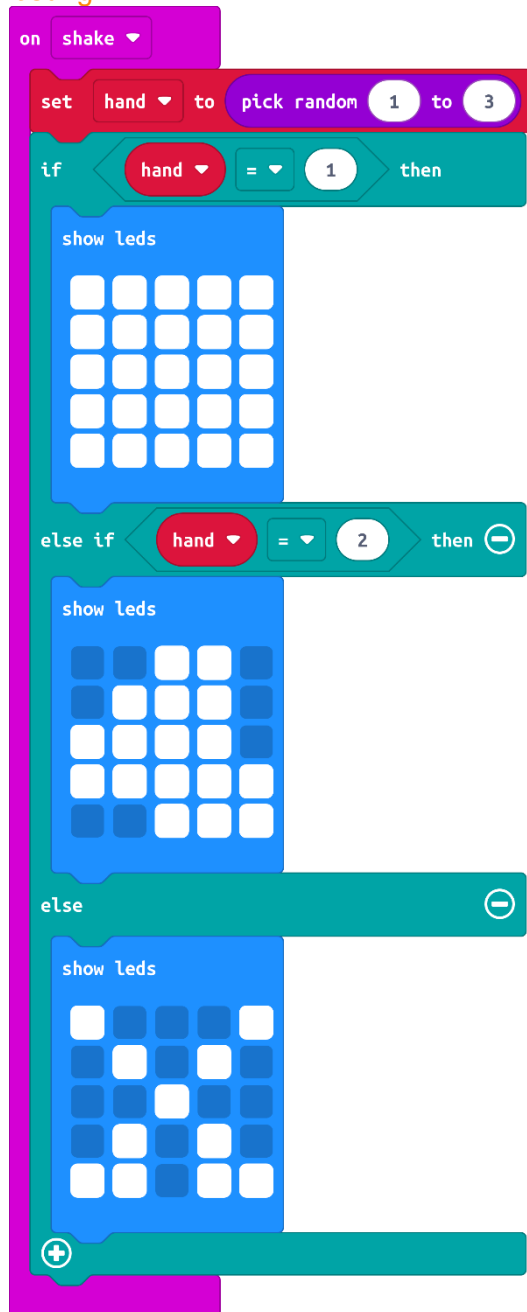 on shake
set hand to pick random 1 to 3
if hand = 1 then
show leds
else if hand = 2 then
show leds
else
show leds